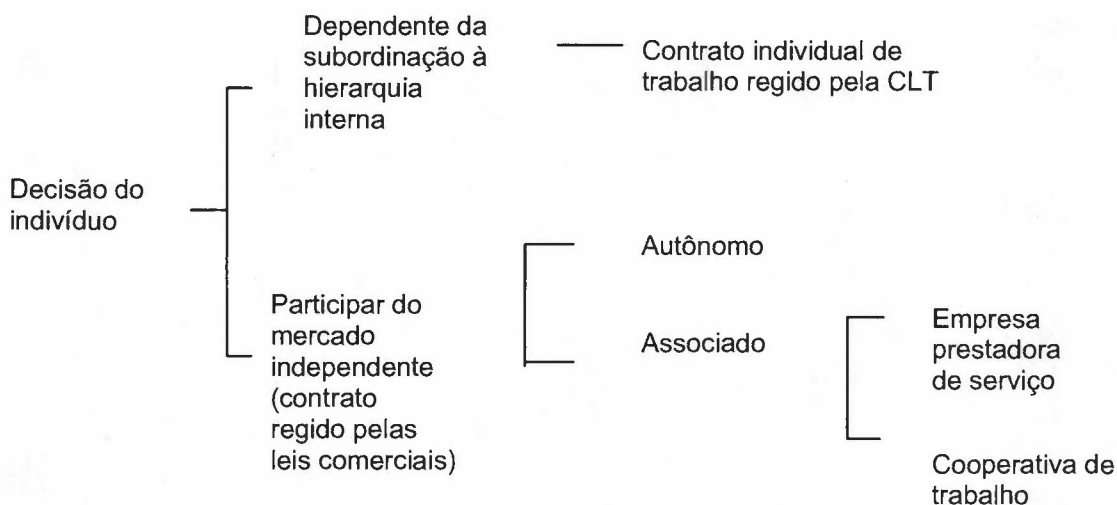 Dependente da
subordinação à
hierarquia
interna
Contrato individual de
trabalho regido pela CLT
Decisão do
indivíduo
Participar do
mercado
independente
(contrato
regido pelas
leis comerciais)
Autônomo
Associado
Empresa
prestadora
de serviço
Cooperativa de
trabalho